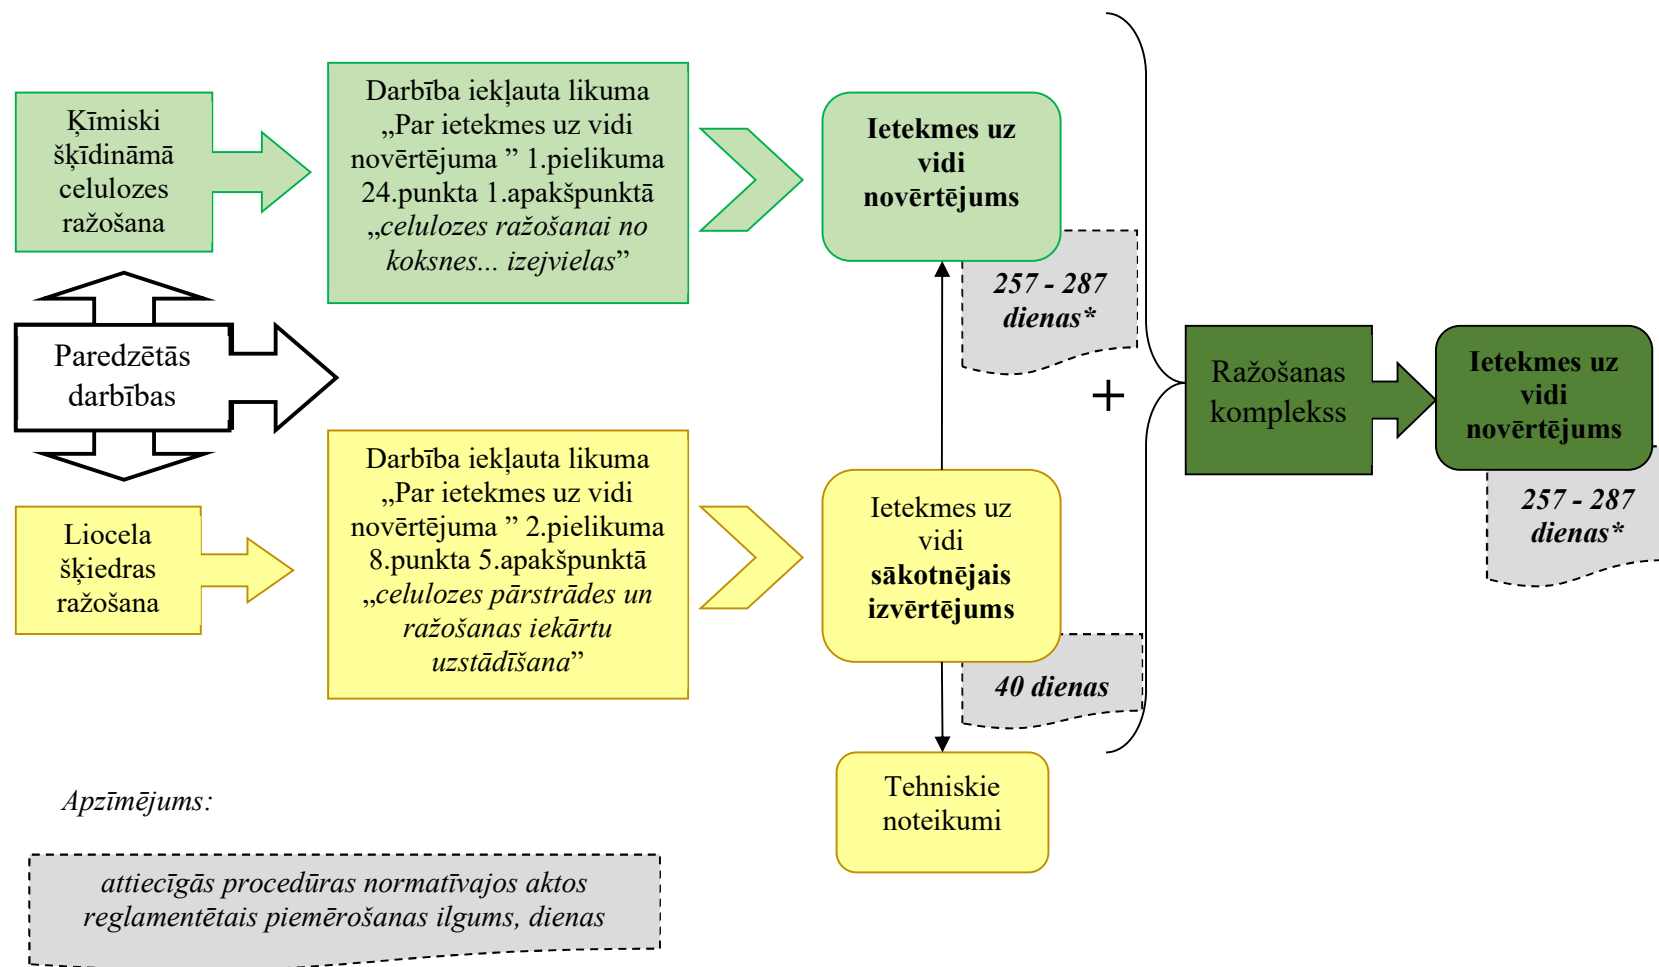 Ķīmiski
šķīdināmā
celulozes
ražošana
Darbība iekļauta likuma
„Par ietekmes uz vidi
novērtējuma ” 1.pielikuma
24.punkta 1.apakšpunktā
„celulozes ražošanai no
koksnes... izejvielas”
Ietekmes uz
vidi
novērtējums
257 - 287
dienas*
Paredzētās
darbības
Liocela
šķiedras
ražošana
Darbība iekļauta likuma
„Par ietekmes uz vidi
novērtējuma ” 2.pielikuma
8.punkta 5.apakšpunktā
„celulozes pārstrādes un
ražošanas iekārtu
uzstādīšana”
Ietekmes uz
vidi
sākotnējais
izvērtējums
40 dienas
Tehniskie
noteikumi
+
Ražošanas
komplekss
Ietekmes uz
vidi
novērtējums
257 - 287
dienas*
Apzīmējums:
attiecīgās procedūras normatīvajos aktos
reglamentētais piemērošanas ilgums, dienas